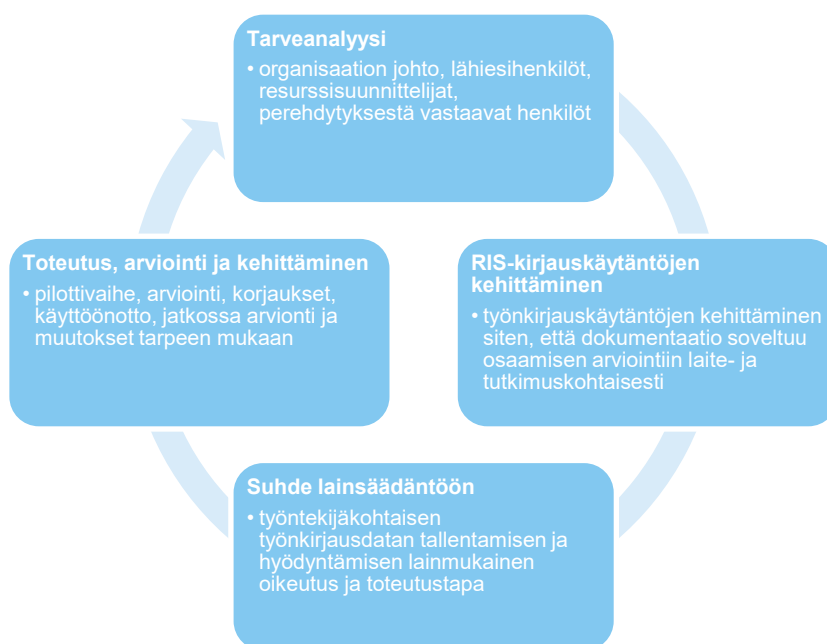 Tarveanalyysi
• organisaation johto, lähiesihenkilöt,
resurssisuunnittelijat,
perehdytyksestä vastaavat henkilöt
RIS-kirjauskäytäntöjen
kehittäminen
• työnkirjauskäytäntöjen kehittäminen
siten, että dokumentaatio soveltuu
osaamisen arviointiin laite- ja
tutkimuskohtaisesti
Suhde lainsäädäntöön
• työntekijäkohtaisen
työnkirjausdatan tallentamisen ja
hyödyntämisen lainmukainen
oikeutus ja toteutustapa
Toteutus, arviointi ja kehittäminen
• pilottivaihe, arviointi, korjaukset,
käyttöönotto, jatkossa arvionti ja
muutokset tarpeen mukaan